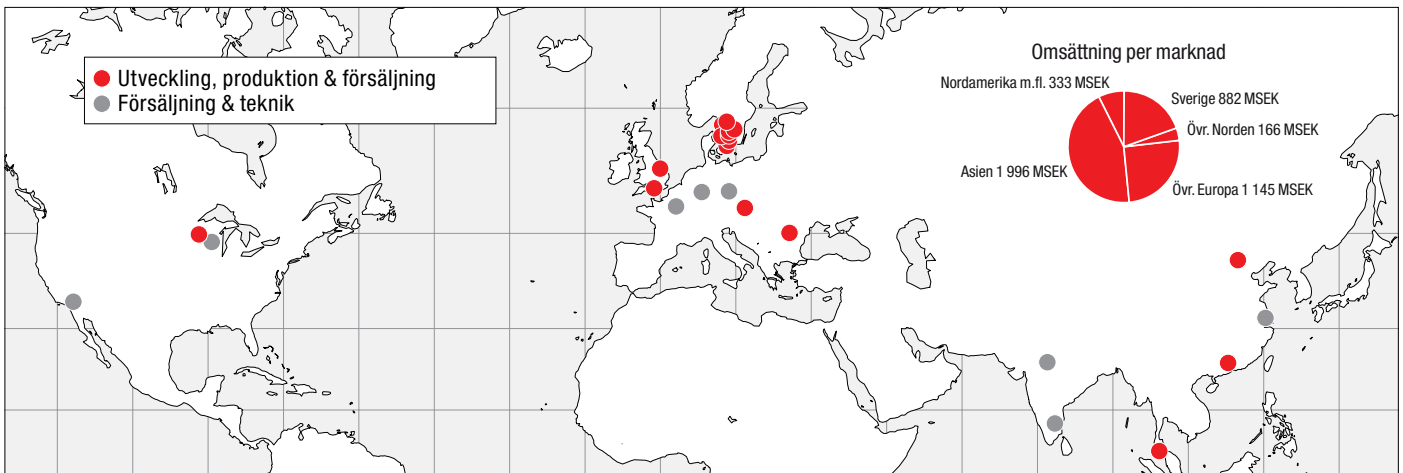 Utveckling, produktion & försäljning
Försäljning & teknik
Omsättning per marknad
Nordamerika m.fl. 333 MSEK
Sverige 882 MSEK
Övr. Norden 166 MSEK
Asien 1 996 MSEK
Övr. Europa 1 145 MSEK